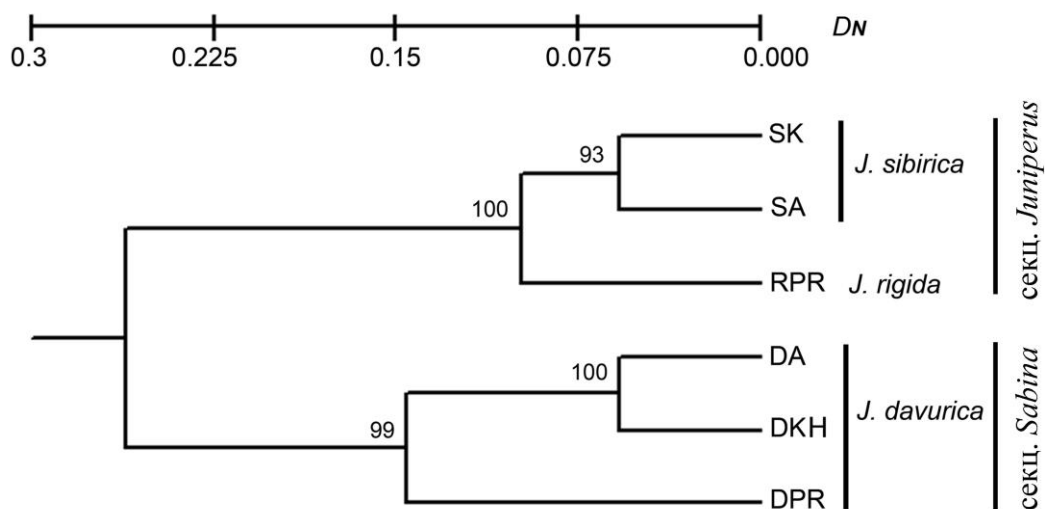 DN
0.3 0.225 0.15 0.075 0.000
SK
93
J. sibirica
SA
100
RPR J. rigida
секц. Juniperus
DA
100
J. davurica
DKH
99
DPR
секц. Sabina